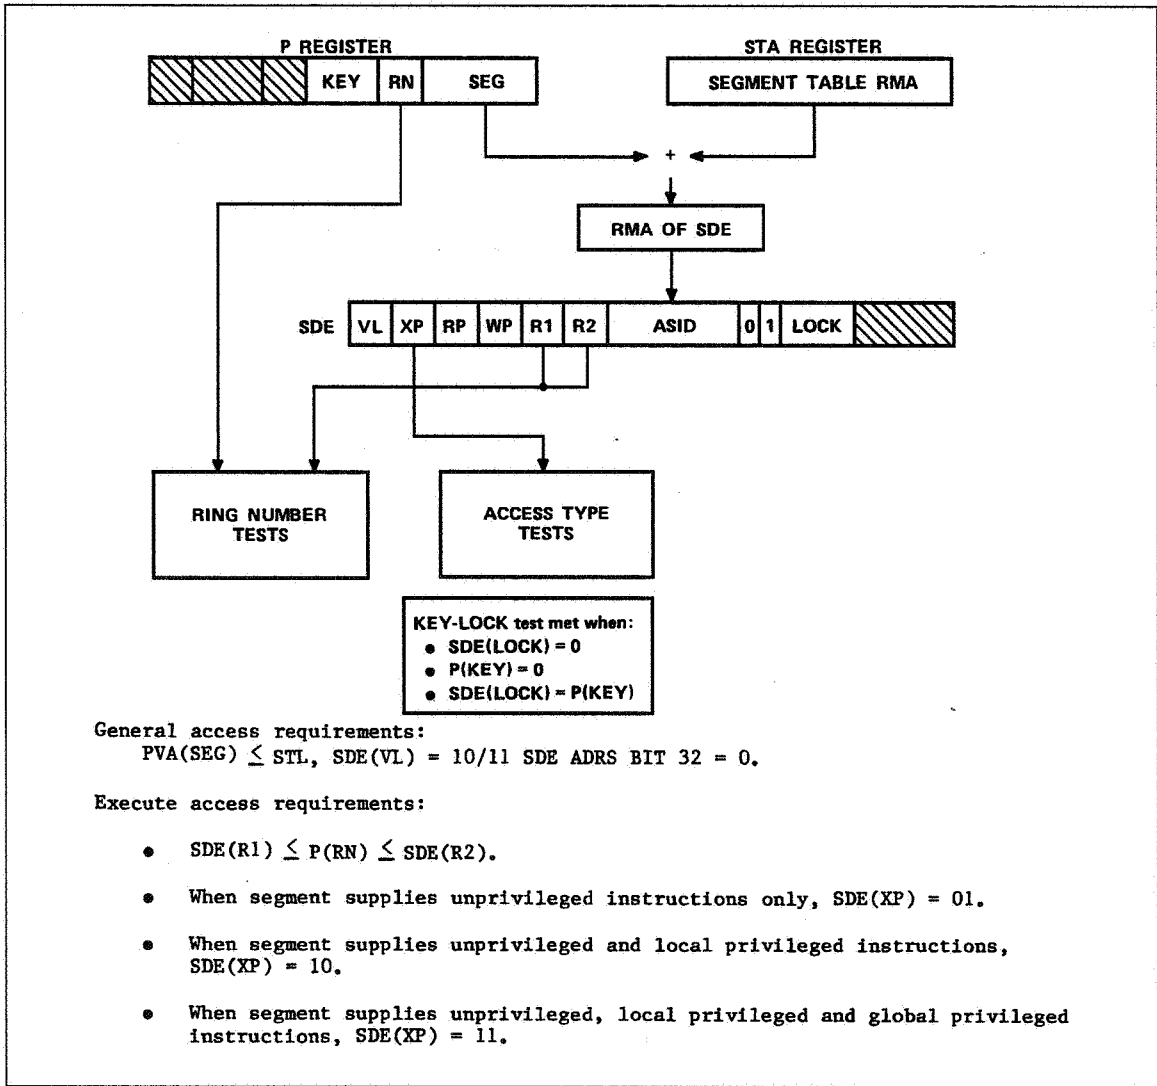 P REGISTER
STA REGISTER
KEY RN SEG
SEGMENT TABLE RMA
+
RMA OF SDE
SDE VL XP RP WP R1 R2 ASID 0 1 LOCK
RING NUMBER
TESTS
ACCESS TYPE
TESTS
KEY-LOCK test met when:
● SDE(LOCK) = 0
● P(KEY) = 0
● SDE(LOCK) = P(KEY)
General access requirements:
PVA(SEG) ≤ STL, SDE(VL) = 10/11 SDE ADRS BIT 32 = 0.
Execute access requirements:
● SDE(R1) ≤ P(RN) ≤ SDE(R2).
● When segment supplies unprivileged instructions only, SDE(XP) = 01.
● When segment supplies unprivileged and local privileged instructions,
SDE(XP) = 10.
● When segment supplies unprivileged, local privileged and global privileged
instructions, SDE(XP) = 11.